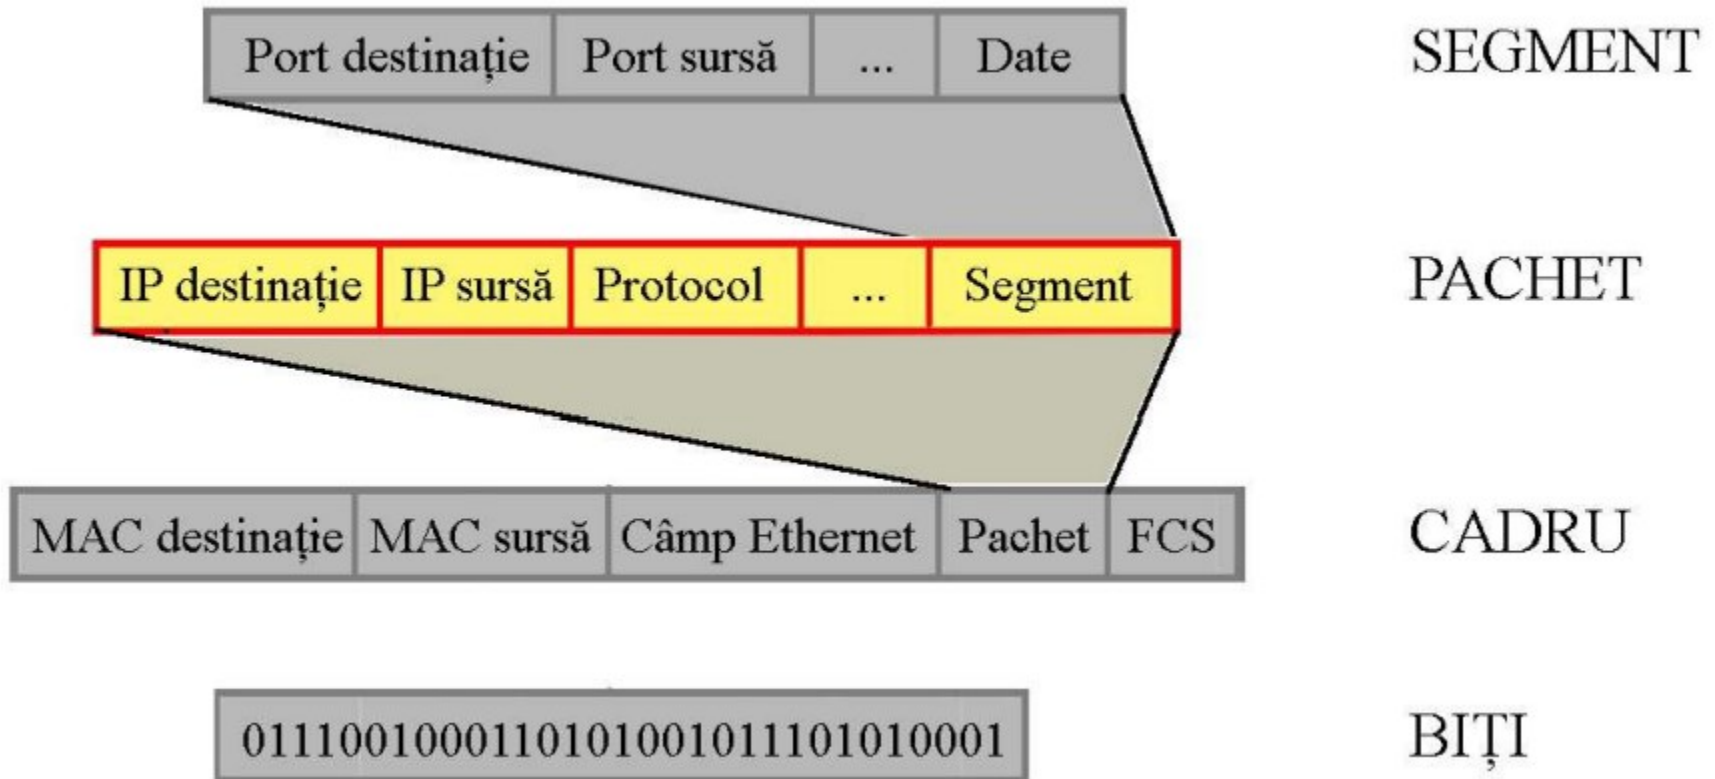 Port destinație Port sursă ... Date SEGMENT
IP destinație IP sursă Protocol ... Segment PACHET
MAC destinație MAC sursă Câmp Ethernet Pachet FCS CADRU
0111001000110101001011101010001 BIȚI